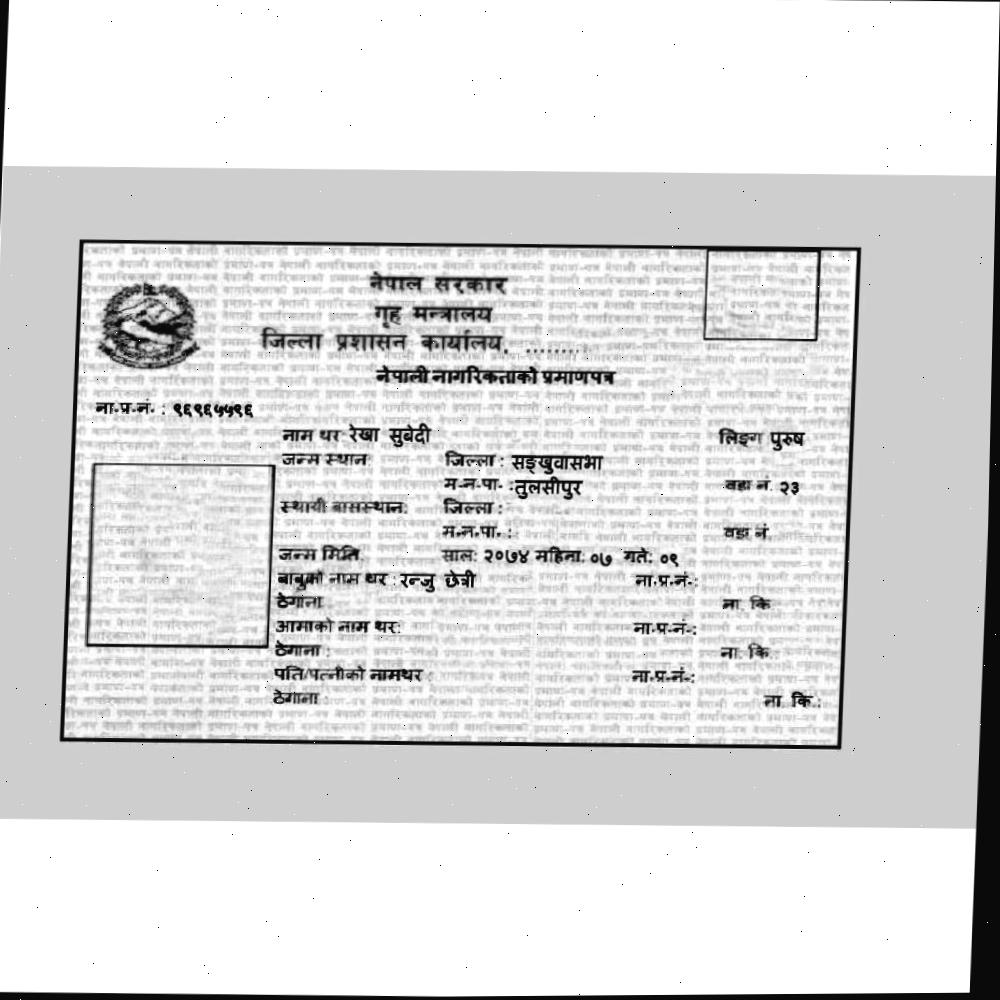 नेपाल सरकार
गृह मन्त्रालय
जिल्ला प्रशासन कार्यालय, .........
नेपाली नागरिकताको प्रमाणपत्र
ना.प्र.नं. : ९६९६५५९६
नाम थर रेखा सुबेदी लिङ्ग पुरुष
जन्म स्थान: जिल्ला : सङ्खुवासभा
म.न.पा. :तुलसीपुर वडा नं. २३
स्थायी बासस्थान: जिल्ला :
म.न.पा. : वडा नं.
जन्म मिति: साल: २०७४ महिना: ०७ गते: ०९
बाबुको नाम थर : रन्जु छेत्री ना.प्र.नं.:
ठेगाना ना. कि
आमाको नाम थर: ना.प्र.नं.:
ठेगाना : ना. कि.:
पति/पत्नीको नामथर : ना.प्र.नं.:
ठेगाना : ना. कि.: